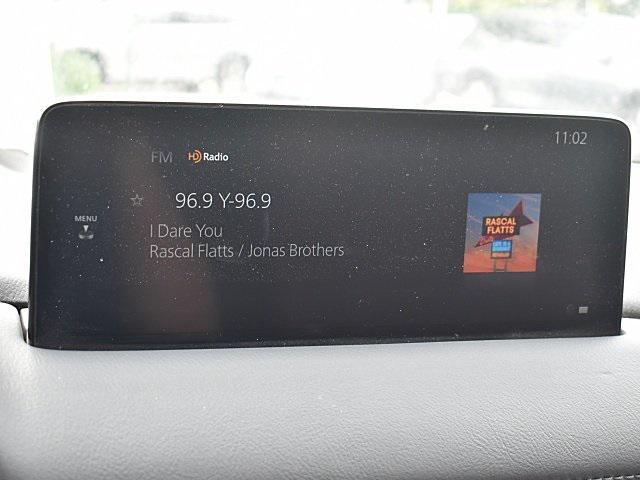 11:02
FM HD Radio
96.9 Y-96.9
MENU
I Dare You
Rascal Flatts / Jonas Brothers
RASCAL
FLATTS